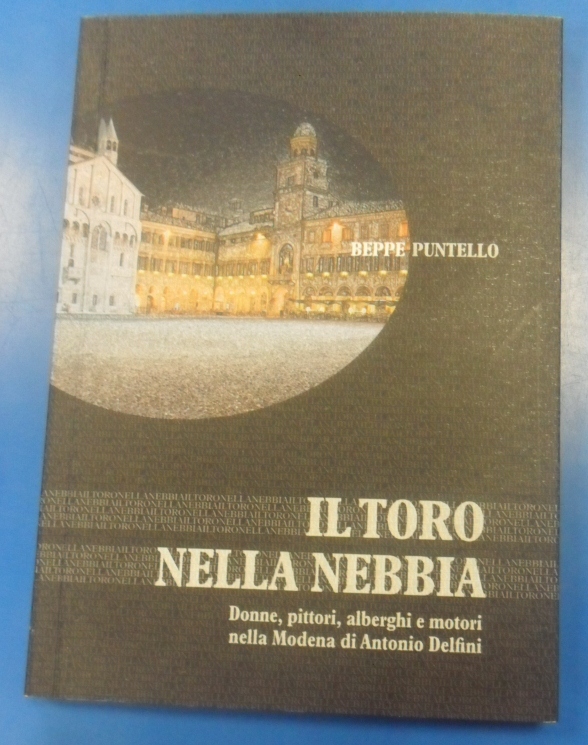 BEPPE PUNTELLO
IL TORO
NELLA NEBBIA
Donne, pittori, alberghi e motori
nella Modena di Antonio Delfini